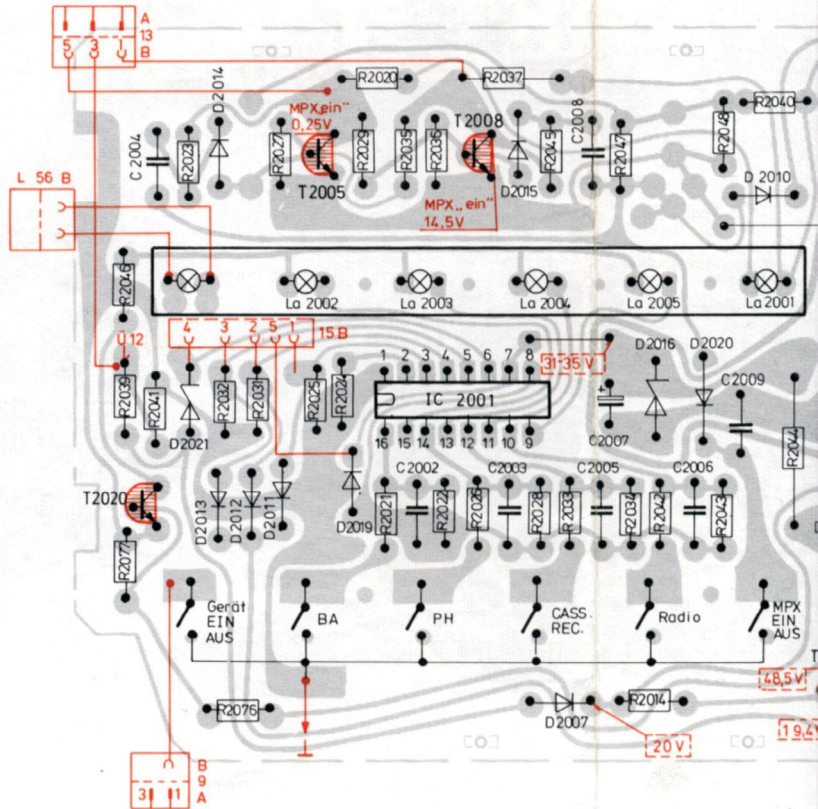 A
13
5 3 1 B
D2014
R2020
R2037
R2040
MPX„ein"
0,25V
C2004
R2023
R2027
T2005
R2029
R2035
R2036
T2008
D2015
R2045
C2008
R2047
R2048
D 2010
MPX„ein"
14,5V
L 56 B
R2046
La 2002
La 2003
La 2004
La 2005
La 2001
Ü12
4 3 2 5 1 15 B
1 2 3 4 5 6 7 8
31-35 V
D2016
D2020
R2039
R2041
D2021
R2032
R2031
R2025
R2024
IC 2001
+
C2007
C2009
R2044
16 15 14 13 12 11 10 9
T2020
D2013
D2012
D2011
D2019
R2021
C2002
R2022
R2026
C2003
R2028
R2033
C2005
R2034
R2042
C2006
R2043
R2077
Gerät
EIN
AUS
BA
PH
CASS.
REC.
Radio
MPX
EIN
AUS
T
48,5V
R2076
D2007
R2014
20 V
19,4V
B
9
3 1 A